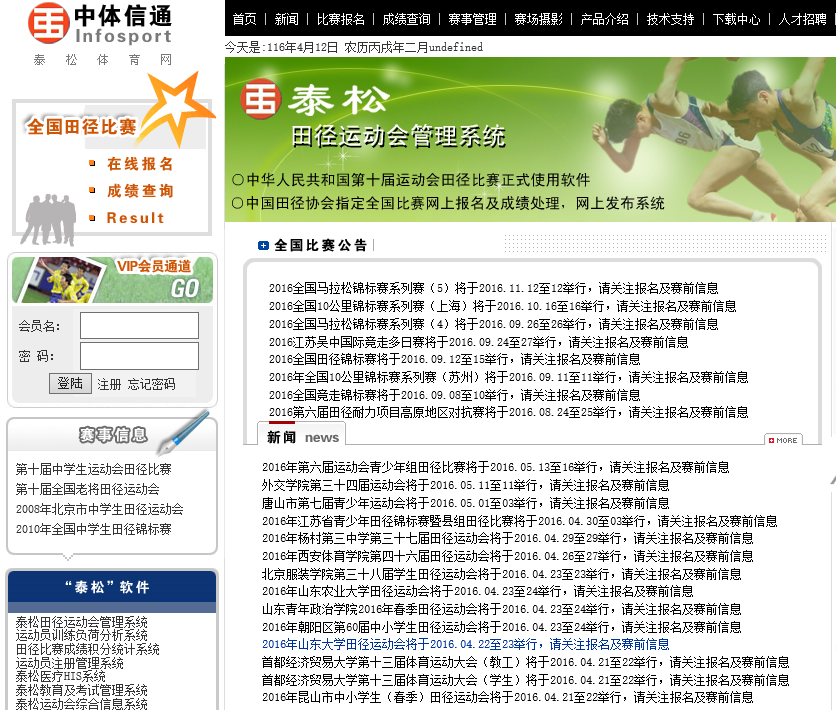 中体信通
Infosport
泰 松 体 育 网
首页 | 新闻 | 比赛报名 | 成绩查询 | 赛事管理 | 赛场摄影 | 产品介绍 | 技术支持 | 下载中心 | 人才招聘
今天是:116年4月12日 农历丙戌年二月undefined
全国田径比赛
在线报名
成绩查询
Result
泰松
田径运动会管理系统
○中华人民共和国第十届运动会田径比赛正式使用软件
○中国田径协会指定全国比赛网上报名及成绩处理，网上发布系统
VIP会员通道
GO
会员名：
密 码：
登陆 注册 忘记密码
赛事信息
第十届中学生运动会田径比赛
第十届全国老将田径运动会
2008年北京市中学生田径运动会
2010年全国中学生田径锦标赛
“泰松”软件
泰松田径运动会管理系统
运动员训练负荷分析系统
田径比赛成绩积分统计系统
运动员注册管理系统
泰松医疗HIS系统
泰松教育及考试管理系统
泰松运动会综合信息系统
全国比赛公告
2016全国马拉松锦标赛系列赛（5）将于2016.11.12至12举行，请关注报名及赛前信息
2016全国10公里锦标赛系列赛（上海）将于2016.10.16至16举行，请关注报名及赛前信息
2016全国马拉松锦标赛系列赛（4）将于2016.09.26至26举行，请关注报名及赛前信息
2016江苏吴中国际竞走多日赛将于2016.09.24至27举行，请关注报名及赛前信息
2016全国田径锦标赛将于2016.09.12至15举行，请关注报名及赛前信息
2016年全国10公里锦标赛系列赛（苏州）将于2016.09.11至11举行，请关注报名及赛前信息
2016全国竞走锦标赛将于2016.09.08至10举行，请关注报名及赛前信息
2016第六届田径耐力项目高原地区对抗赛将于2016.08.24至25举行，请关注报名及赛前信息
新闻 news
MORE
2016年第六届运动会青少年组田径比赛将于2016.05.13至16举行，请关注报名及赛前信息
外交学院第三十四届运动会将于2016.05.11至11举行，请关注报名及赛前信息
唐山市第七届青少年运动会将于2016.05.01至03举行，请关注报名及赛前信息
2016年江苏省青少年田径锦标赛暨县组田径比赛将于2016.04.30至03举行，请关注报名及赛前信息
2016年杨村第三中学第三十七届田径运动会将于2016.04.29至29举行，请关注报名及赛前信息
2016年西安体育学院第四十六届田径运动会将于2016.04.26至27举行，请关注报名及赛前信息
北京服装学院第三十八届学生田径运动会将于2016.04.23至23举行，请关注报名及赛前信息
2016年山东农业大学田径运动会将于2016.04.23至24举行，请关注报名及赛前信息
山东青年政治学院2016年春季田径运动会将于2016.04.23至24举行，请关注报名及赛前信息
2016年朝阳区第60届中小学生田径运动会将于2016.04.23至24举行，请关注报名及赛前信息
2016年山东大学田径运动会将于2016.04.22至23举行，请关注报名及赛前信息
首都经济贸易大学第十三届体育运动大会（教工）将于2016.04.21至22举行，请关注报名及赛前信息
首都经济贸易大学第十三届体育运动大会（学生）将于2016.04.21至22举行，请关注报名及赛前信息
2016年昆山市中小学生（春季）田径运动会将于2016.04.21至22举行，请关注报名及赛前信息